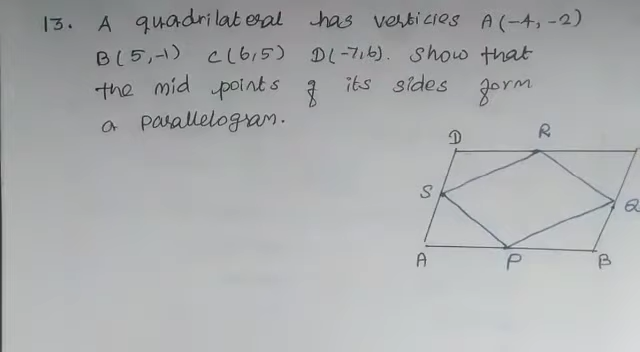 13. A quadrilateral has verticies A(-4,-2)
B(5,-1) C(6,5) D(-7,6). Show that
the mid points of its sides form
a parallelogram.
D R
S Q
A P B